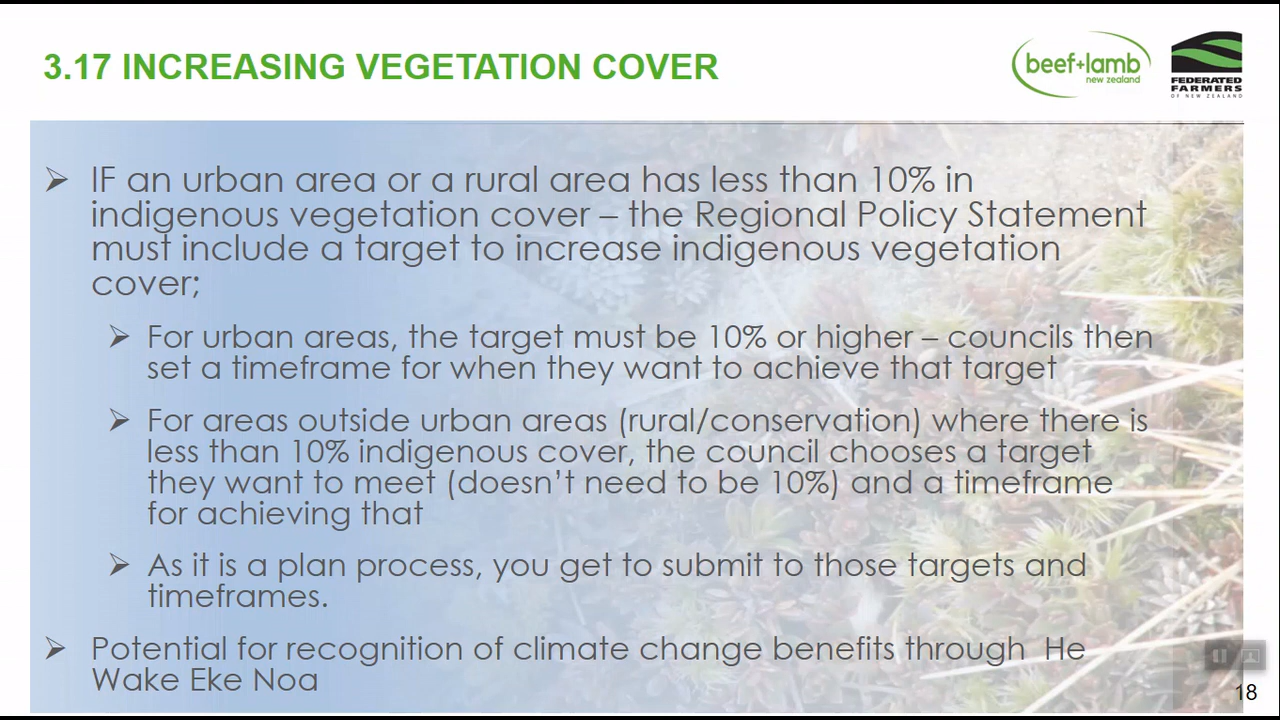 3.17 INCREASING VEGETATION COVER
beef+lamb
new zealand
FEDERATED
FARMERS
OF NEW ZEALAND
➢ IF an urban area or a rural area has less than 10% in
indigenous vegetation cover – the Regional Policy Statement
must include a target to increase indigenous vegetation
cover;
➢ For urban areas, the target must be 10% or higher – councils then
set a timeframe for when they want to achieve that target
➢ For areas outside urban areas (rural/conservation) where there is
less than 10% indigenous cover, the council chooses a target
they want to meet (doesn’t need to be 10%) and a timeframe
for achieving that
➢ As it is a plan process, you get to submit to those targets and
timeframes.
➢ Potential for recognition of climate change benefits through He
Wake Eke Noa
18